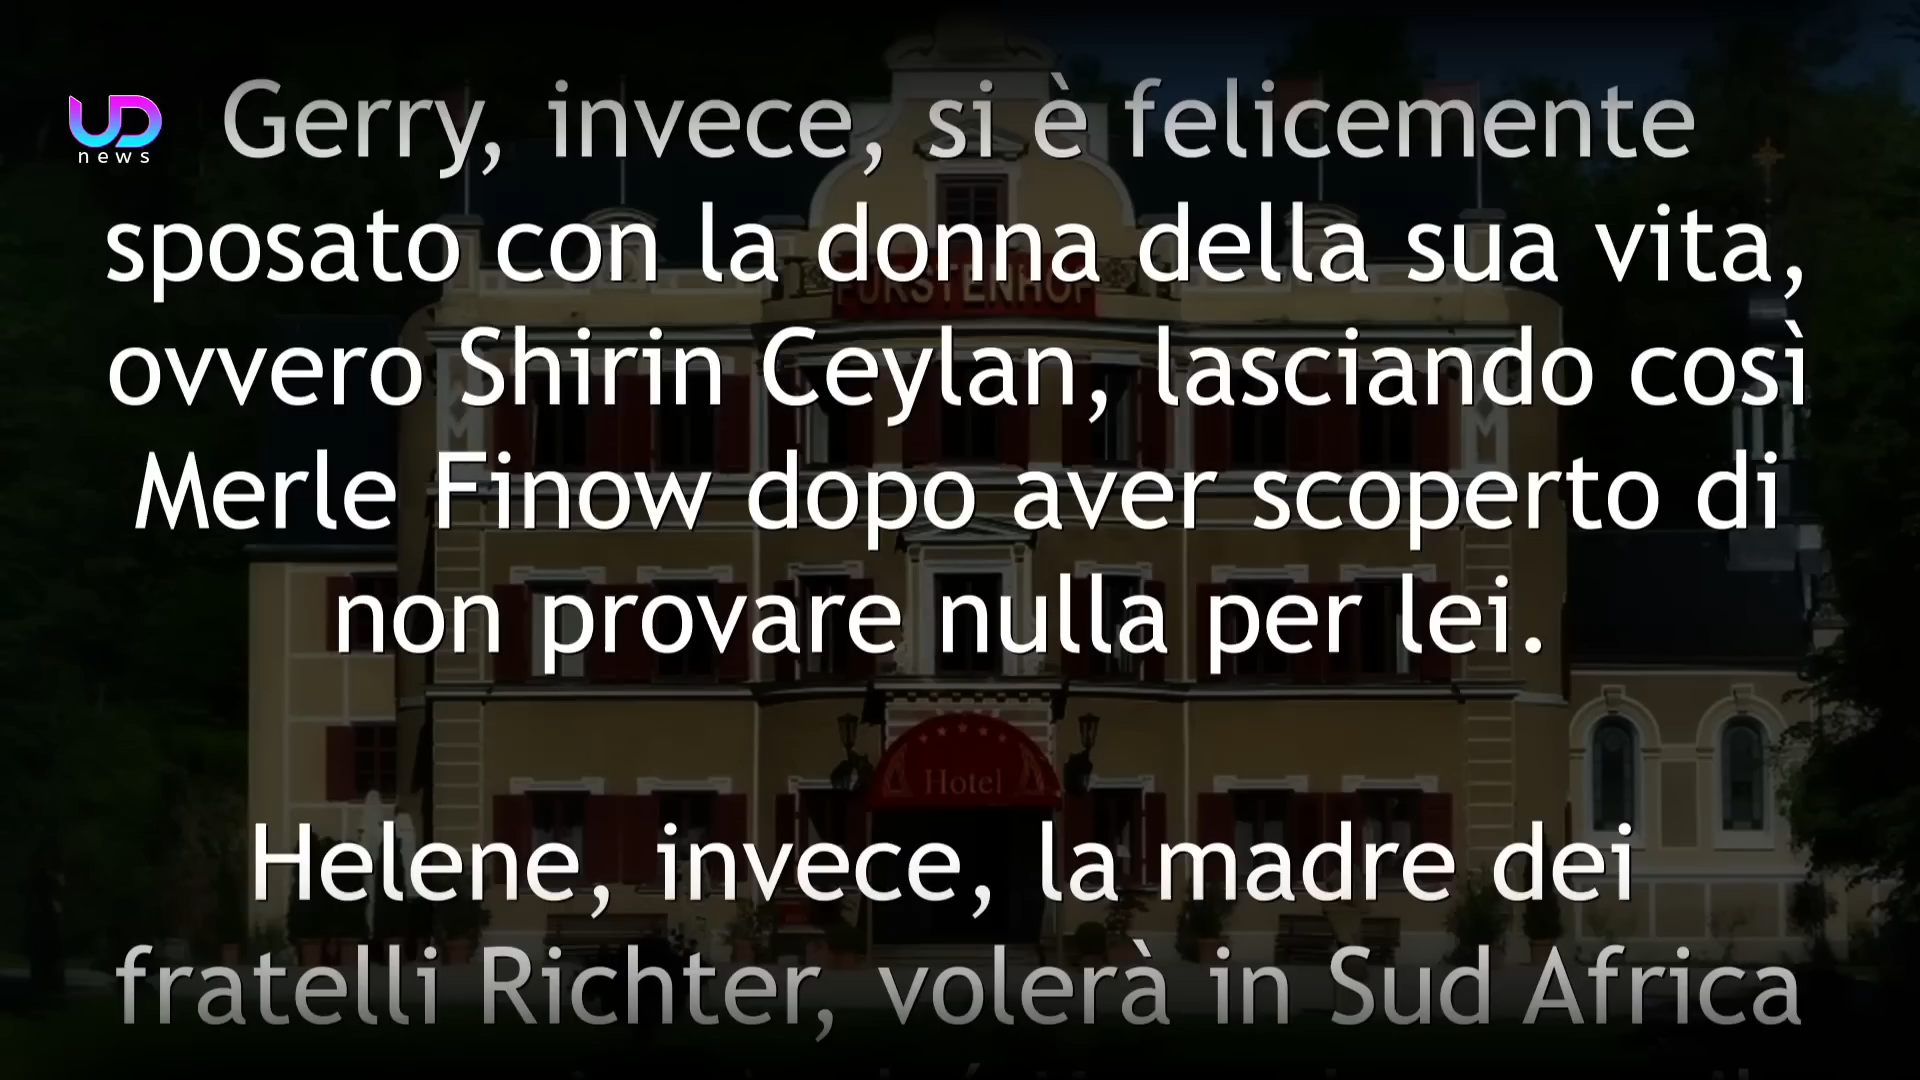 UD
news
Gerry, invece, si è felicemente
sposato con la donna della sua vita,
ovvero Shirin Ceylan, lasciando così
Merle Finow dopo aver scoperto di
non provare nulla per lei.
Helene, invece, la madre dei
fratelli Richter, volerà in Sud Africa
FÜRSTENHOF
Hotel